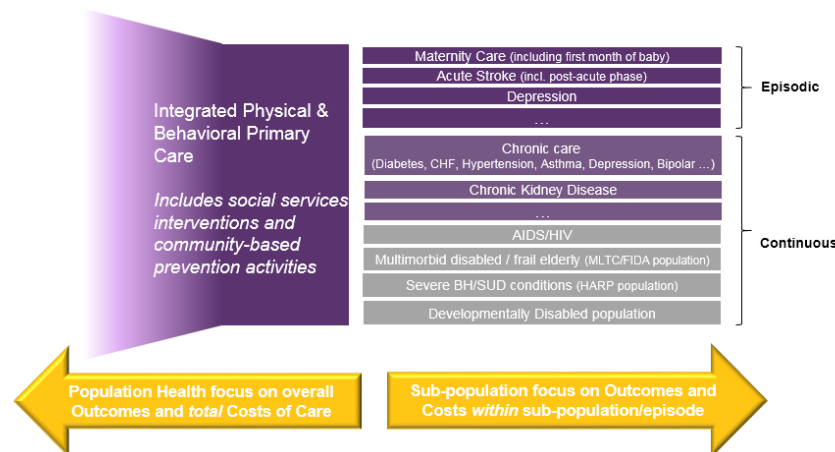 Integrated Physical &
Behavioral Primary
Care
Includes social services
interventions and
community-based
prevention activities
Maternity Care (including first month of baby)
Acute Stroke (incl. post-acute phase)
Depression
…
Episodic
Chronic care
(Diabetes, CHF, Hypertension, Asthma, Depression, Bipolar …)
Chronic Kidney Disease
…
AIDS/HIV
Multimorbid disabled / frail elderly (MLTC/FIDA population)
Severe BH/SUD conditions (HARP population)
Developmentally Disabled population
Continuous
Population Health focus on overall
Outcomes and total Costs of Care
Sub-population focus on Outcomes and
Costs within sub-population/episode